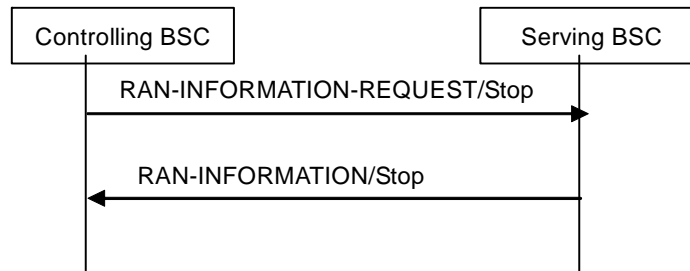 Controlling BSC
Serving BSC
RAN-INFORMATION-REQUEST/Stop
RAN-INFORMATION/Stop